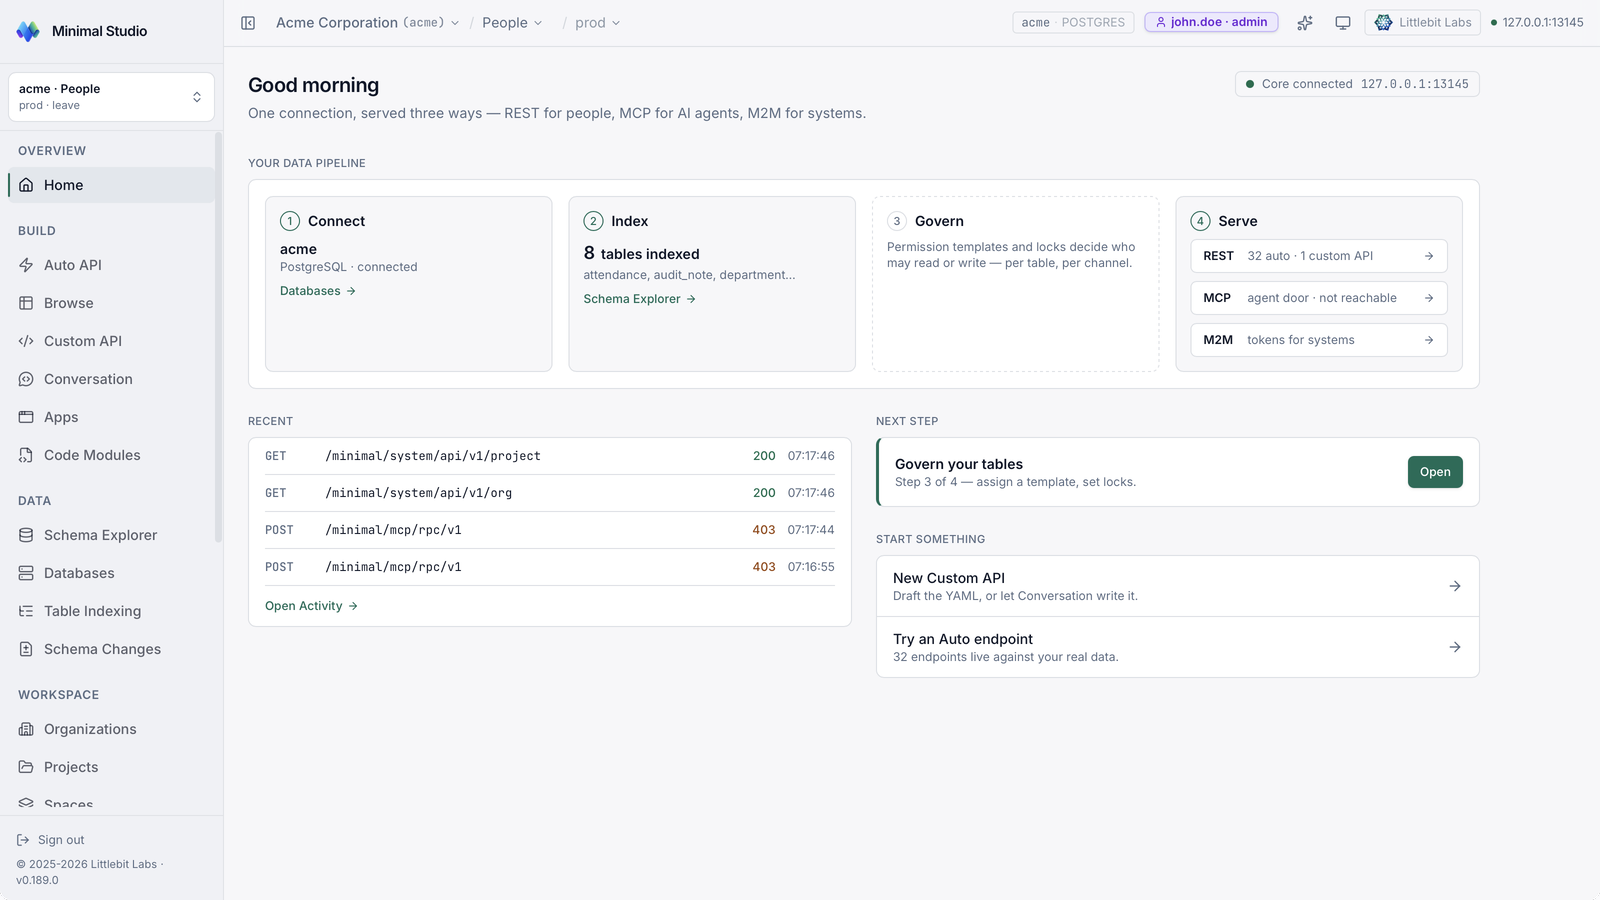 Minimal Studio
acme · People
prod · leave
OVERVIEW
Home
BUILD
Auto API
Browse
Custom API
Conversation
Apps
Code Modules
DATA
Schema Explorer
Databases
Table Indexing
Schema Changes
WORKSPACE
Organizations
Projects
Spaces
Sign out
© 2025-2026 Littlebit Labs ·
v0.189.0
Acme Corporation (acme) / People / prod
acme · POSTGRES
john.doe · admin
Littlebit Labs
127.0.0.1:13145
Good morning
One connection, served three ways — REST for people, MCP for AI agents, M2M for systems.
Core connected 127.0.0.1:13145
YOUR DATA PIPELINE
1 Connect
acme
PostgreSQL · connected
Databases →
2 Index
8 tables indexed
attendance, audit_note, department...
Schema Explorer →
3 Govern
Permission templates and locks decide who
may read or write — per table, per channel.
4 Serve
REST 32 auto · 1 custom API →
MCP agent door · not reachable →
M2M tokens for systems →
RECENT
GET /minimal/system/api/v1/project 200 07:17:46
GET /minimal/system/api/v1/org 200 07:17:46
POST /minimal/mcp/rpc/v1 403 07:17:44
POST /minimal/mcp/rpc/v1 403 07:16:55
Open Activity →
NEXT STEP
Govern your tables
Step 3 of 4 — assign a template, set locks.
Open
START SOMETHING
New Custom API
Draft the YAML, or let Conversation write it.
Try an Auto endpoint
32 endpoints live against your real data.